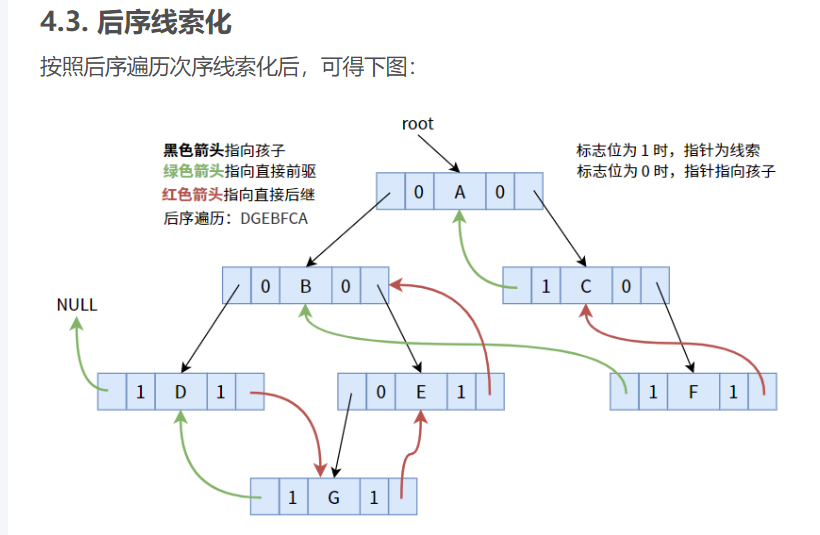 4.3. 后序线索化
按照后序遍历次序线索化后，可得下图：
root
黑色箭头指向孩子
绿色箭头指向直接前驱
红色箭头指向直接后继
后序遍历：DGEBFCA
标志位为 1 时，指针为线索
标志位为 0 时，指针指向孩子
0 A 0
0 B 0
1 C 0
NULL
1 D 1
0 E 1
1 F 1
1 G 1